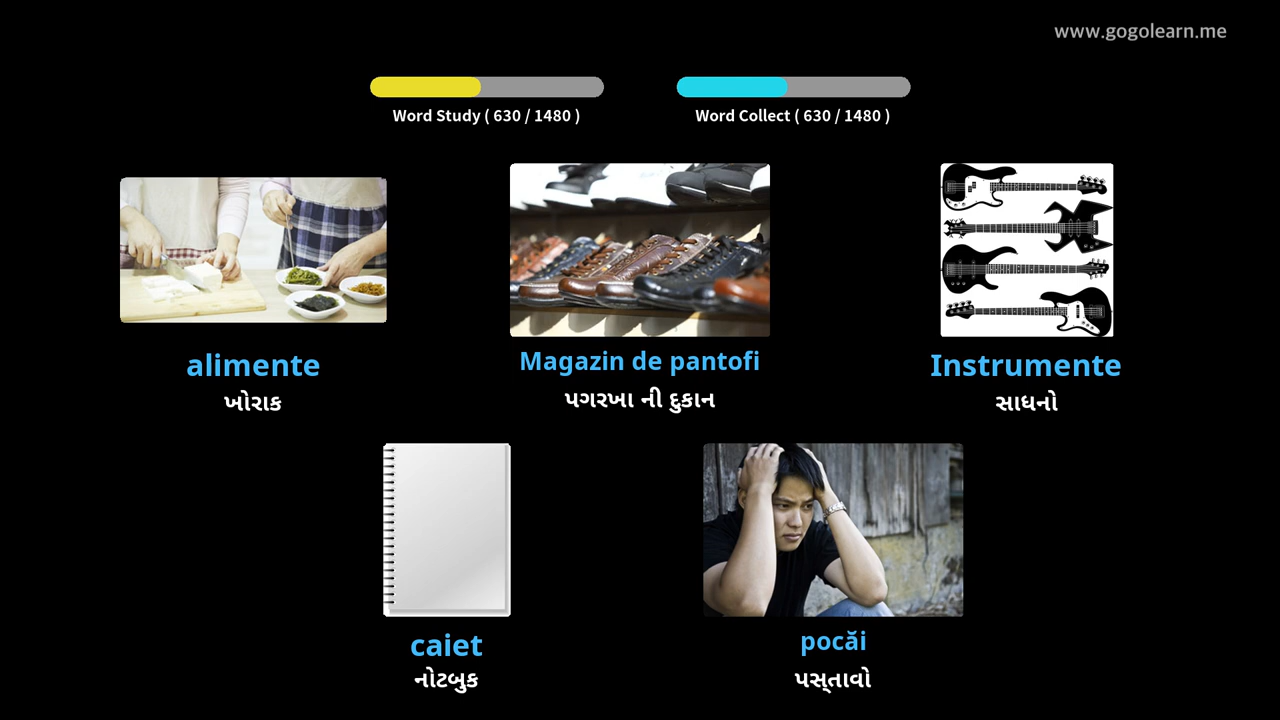 www.gogolearn.me
Word Study ( 630 / 1480 )
Word Collect ( 630 / 1480 )
alimente
ખોરાક
Magazin de pantofi
પગરખા ની દુકાન
Instrumente
સાધનો
caiet
નોટબુક
pocăi
પસ્તાવો